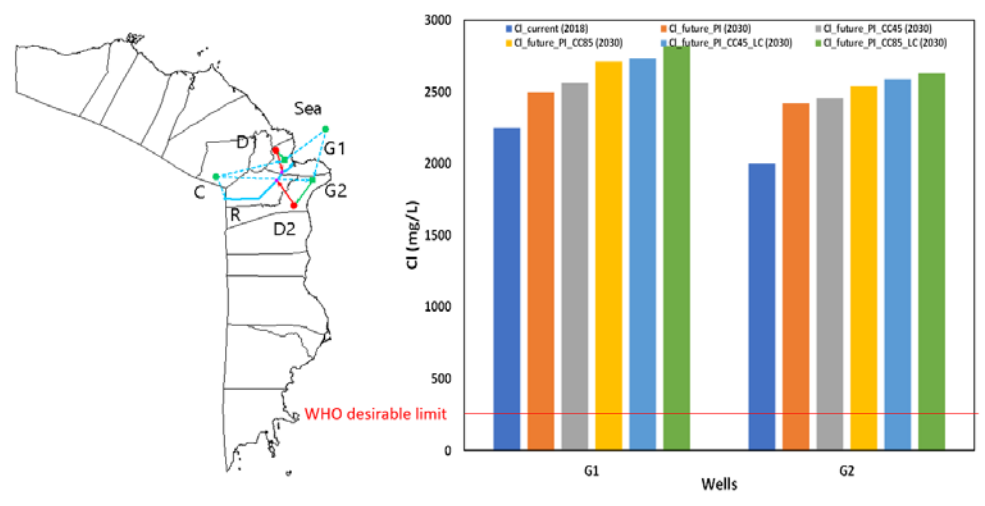 Sea
D1
G1
C
G2
R
D2
WHO desirable limit
3000
2500
2000
1500
1000
500
0
Cl (mg/L)
Cl_current (2018)
Cl_future_PI (2030)
Cl_future_PI_CC45 (2030)
Cl_future_PI_CC85 (2030)
Cl_future_PI_CC45_LC (2030)
Cl_future_PI_CC85_LC (2030)
G1
G2
Wells